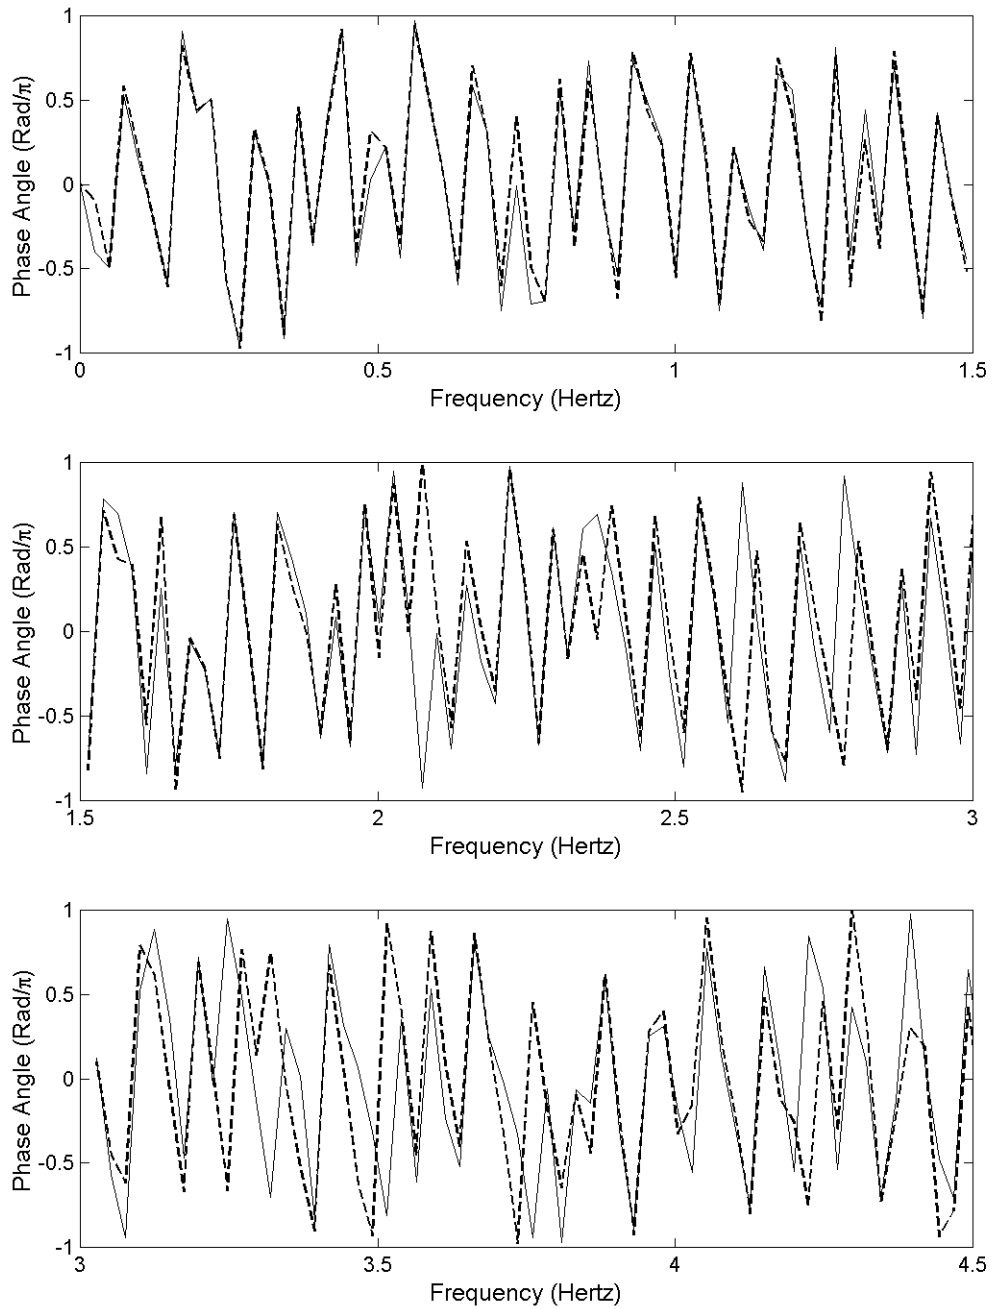 1
0.5
0
-0.5
-1
Phase Angle (Rad/π)
0 0.5 1 1.5
Frequency (Hertz)
1
0.5
0
-0.5
-1
Phase Angle (Rad/π)
1.5 2 2.5 3
Frequency (Hertz)
1
0.5
0
-0.5
-1
Phase Angle (Rad/π)
3 3.5 4 4.5
Frequency (Hertz)